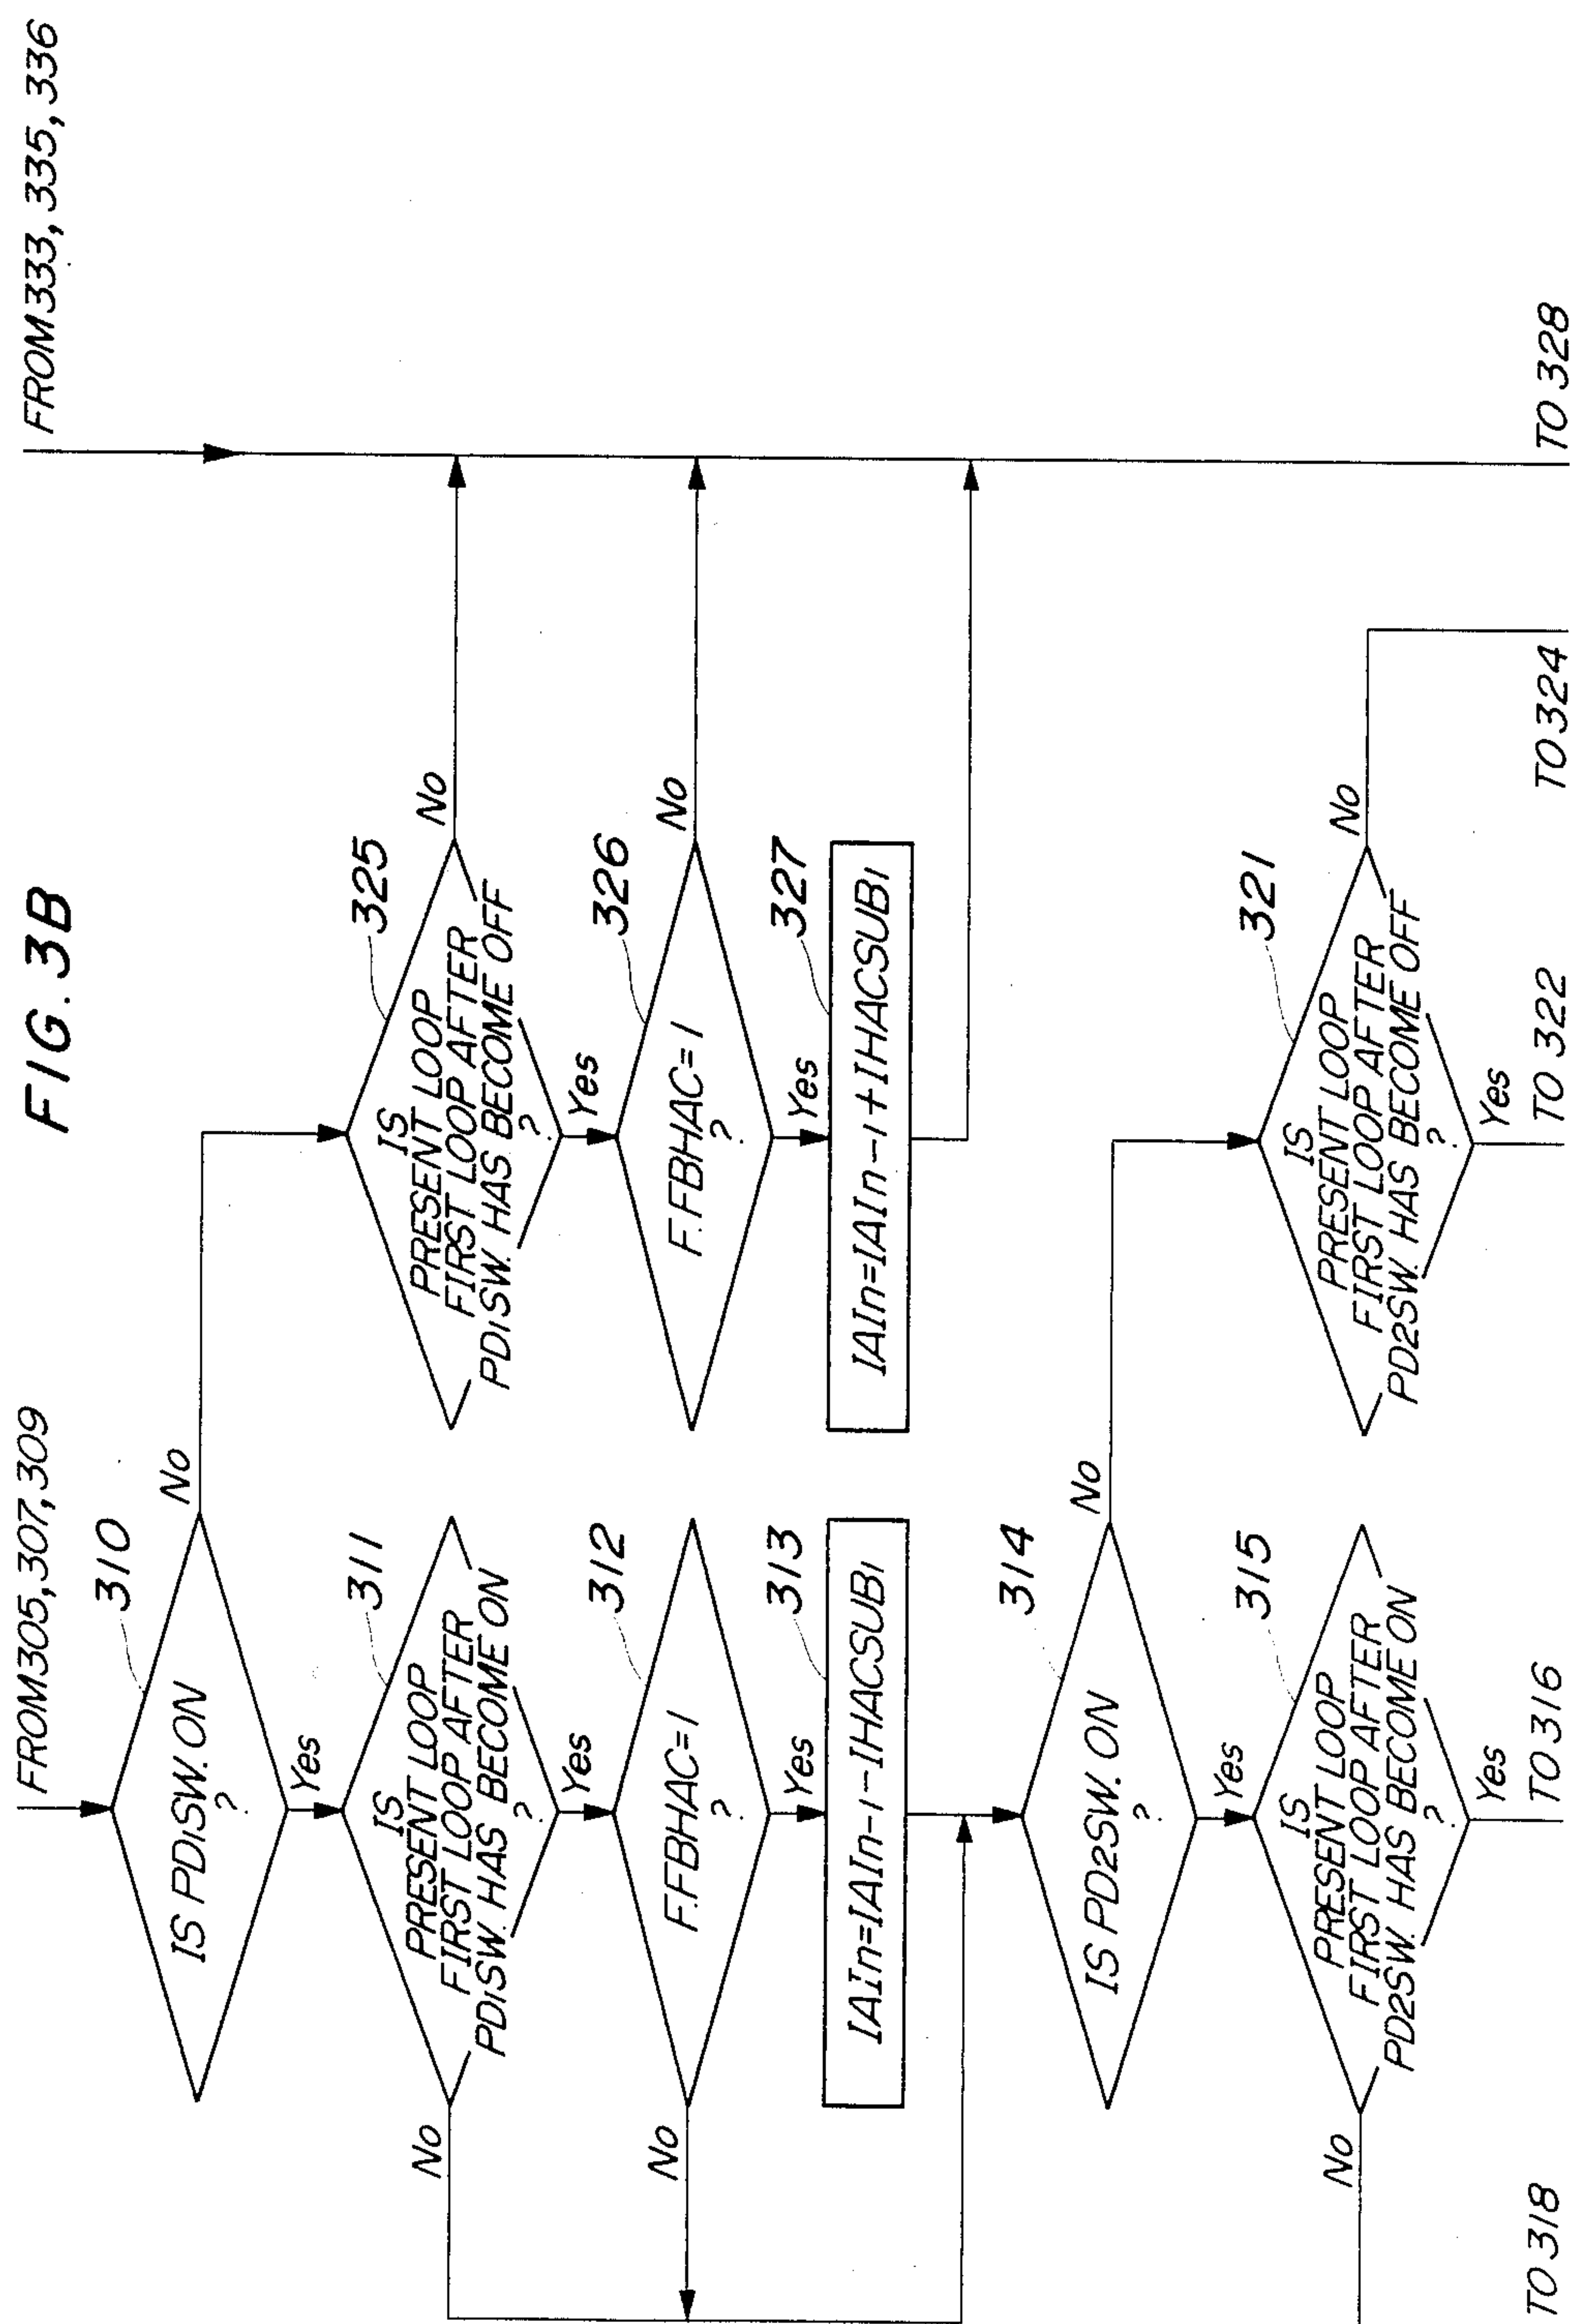 FIG. 3B
FROM 305, 307, 309
FROM 333, 335, 336
310
IS PD1SW. ON
?
No
Yes
311
IS
PRESENT LOOP
FIRST LOOP AFTER
PD1SW. HAS BECOME ON
?
No
Yes
325
IS
PRESENT LOOP
FIRST LOOP AFTER
PD1SW. HAS BECOME OFF
?
No
Yes
312
F.FBHAC=1
?
No
Yes
326
F.FBHAC=1
?
No
Yes
313
IAIn=IAIn-1-IHACSUB1
327
IAIn=IAIn-1+IHACSUB1
314
IS PD2SW. ON
?
No
Yes
315
IS
PRESENT LOOP
FIRST LOOP AFTER
PD2SW. HAS BECOME ON
?
No
Yes
321
IS
PRESENT LOOP
FIRST LOOP AFTER
PD2SW. HAS BECOME OFF
?
No
Yes
TO 318
TO 316
TO 322
TO 324
TO 328